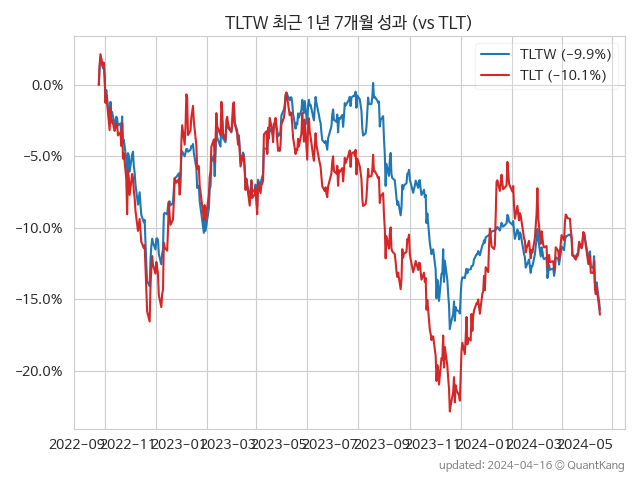 TLTW 최근 1년 7개월 성과 (vs TLT)
TLTW (−9.9%)
TLT (−10.1%)
0.0%
−5.0%
−10.0%
−15.0%
−20.0%
2022−09 2022−11 2023−01 2023−03 2023−05 2023−07 2023−09 2023−11 2024−01 2024−03 2024−05
updated: 2024−04−16 © QuantKang